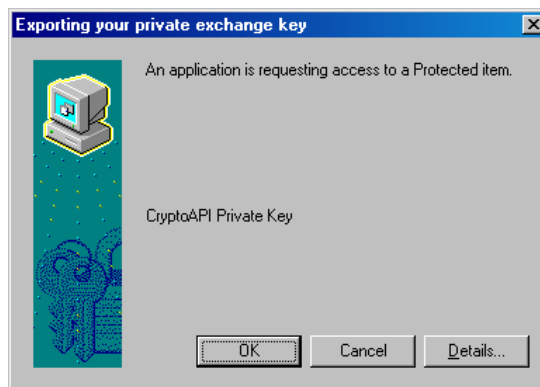 Exporting your private exchange key
An application is requesting access to a Protected item.
CryptoAPI Private Key
OK
Cancel
Details...